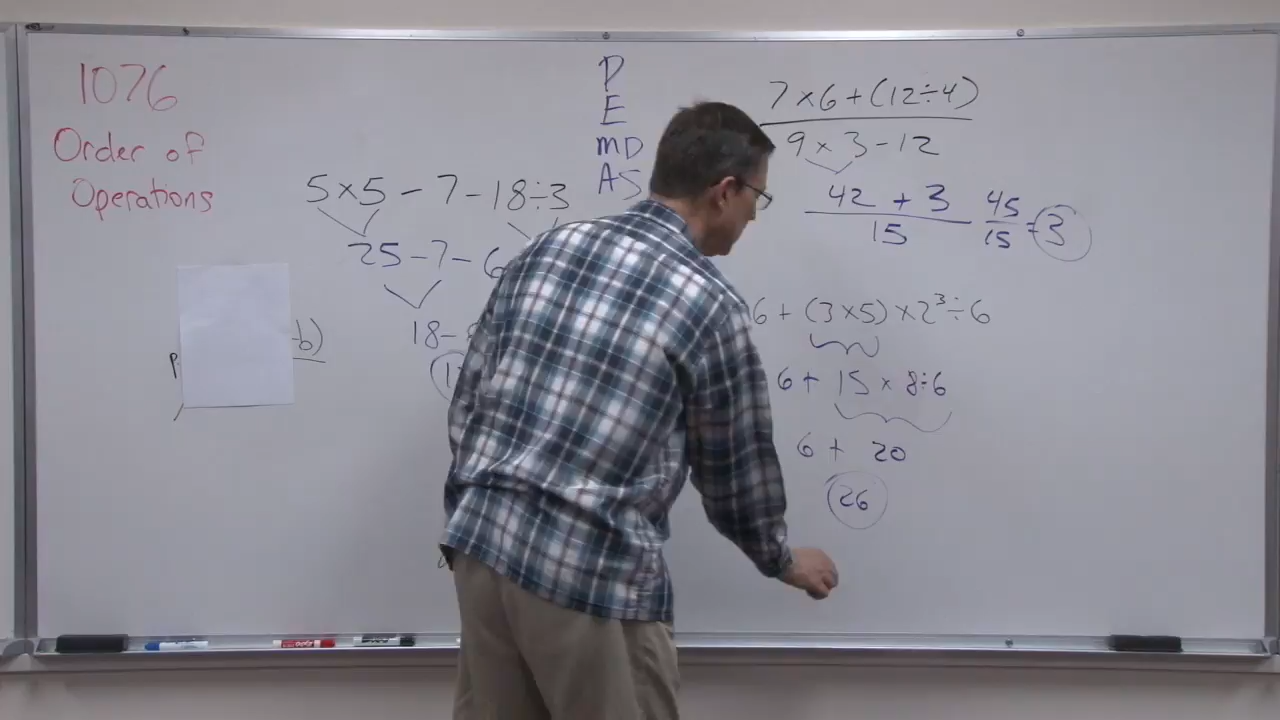 1076
Order of
Operations
5×5 – 7 – 18÷3
25 – 7 – 6
18 –
-b)
P
E
MD
AS
7×6 + (12÷4)
9 × 3 – 12
42 + 3
15
45
15
= 3
6 + (3×5) × 2³ ÷ 6
6 + 15 × 8÷6
6 + 20
26